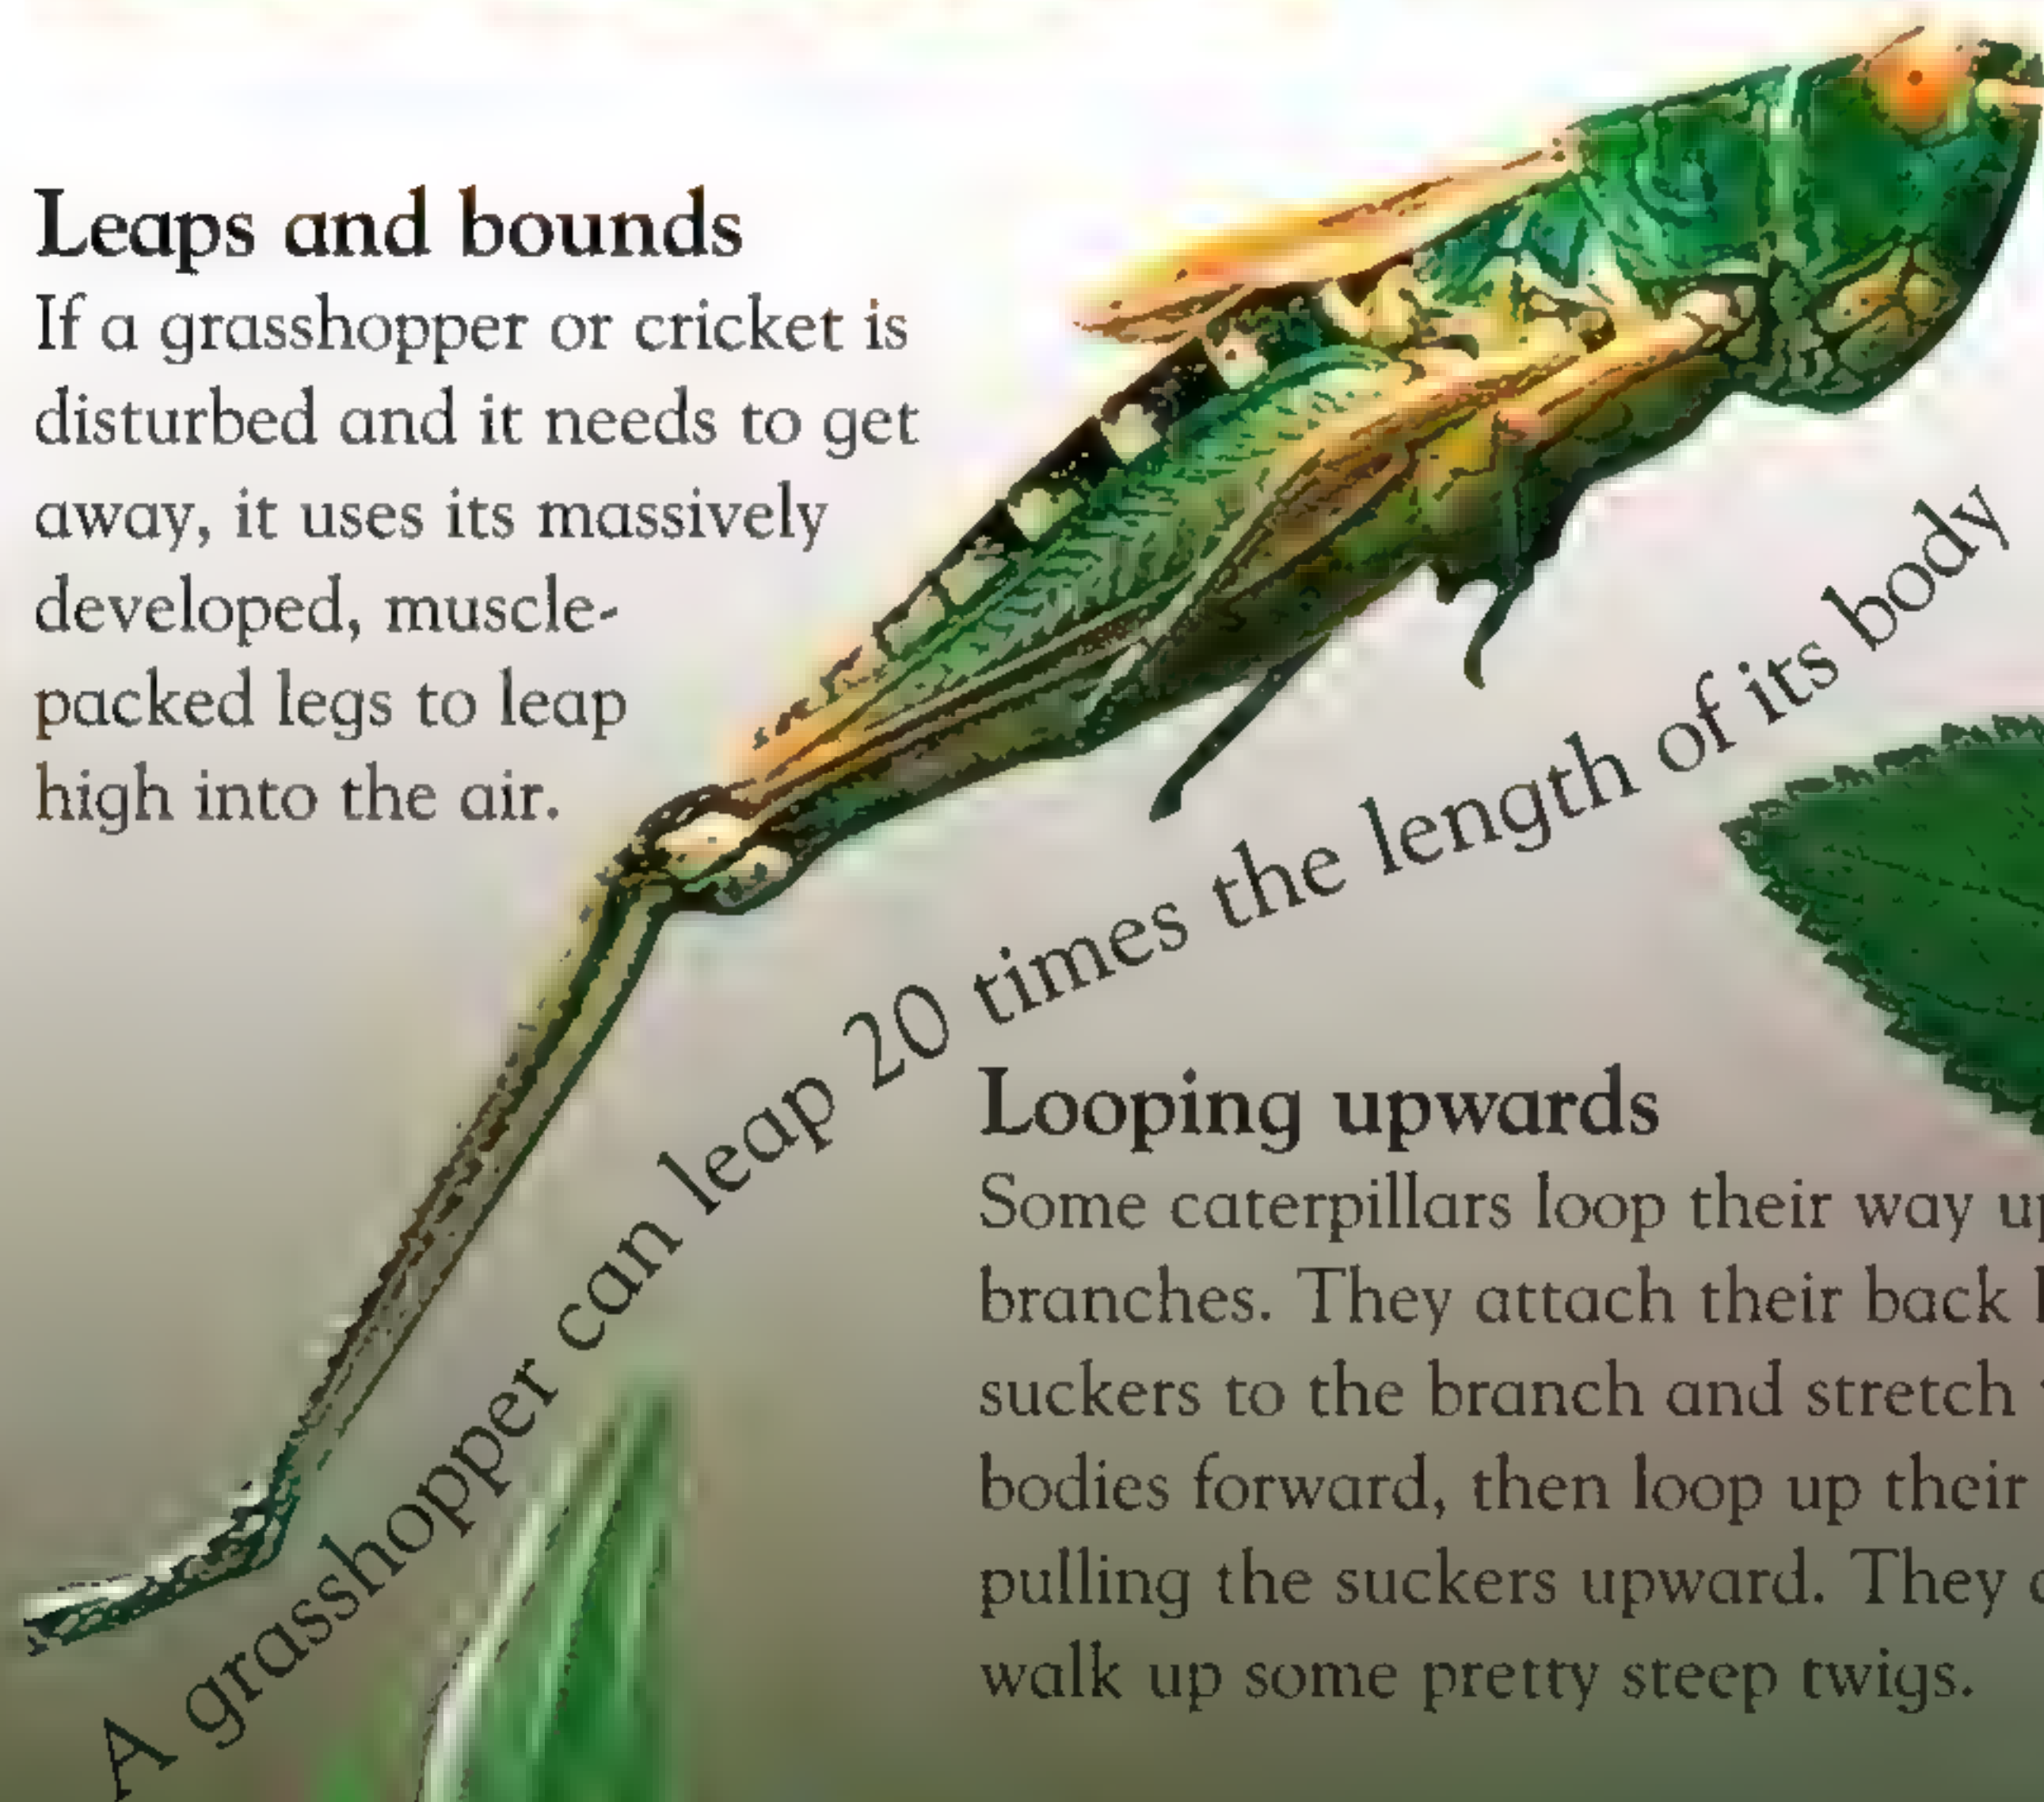 Leaps and bounds
If a grasshopper or cricket is
disturbed and it needs to get
away, it uses its massively
developed, muscle-
packed legs to leap
high into the air.
A grasshopper can leap 20 times the length of its body
Looping upwards
Some caterpillars loop their way
branches. They attach their back
suckers to the branch and stretch
bodies forward, then loop up their
pulling the suckers upward. They
walk up some pretty steep twigs.